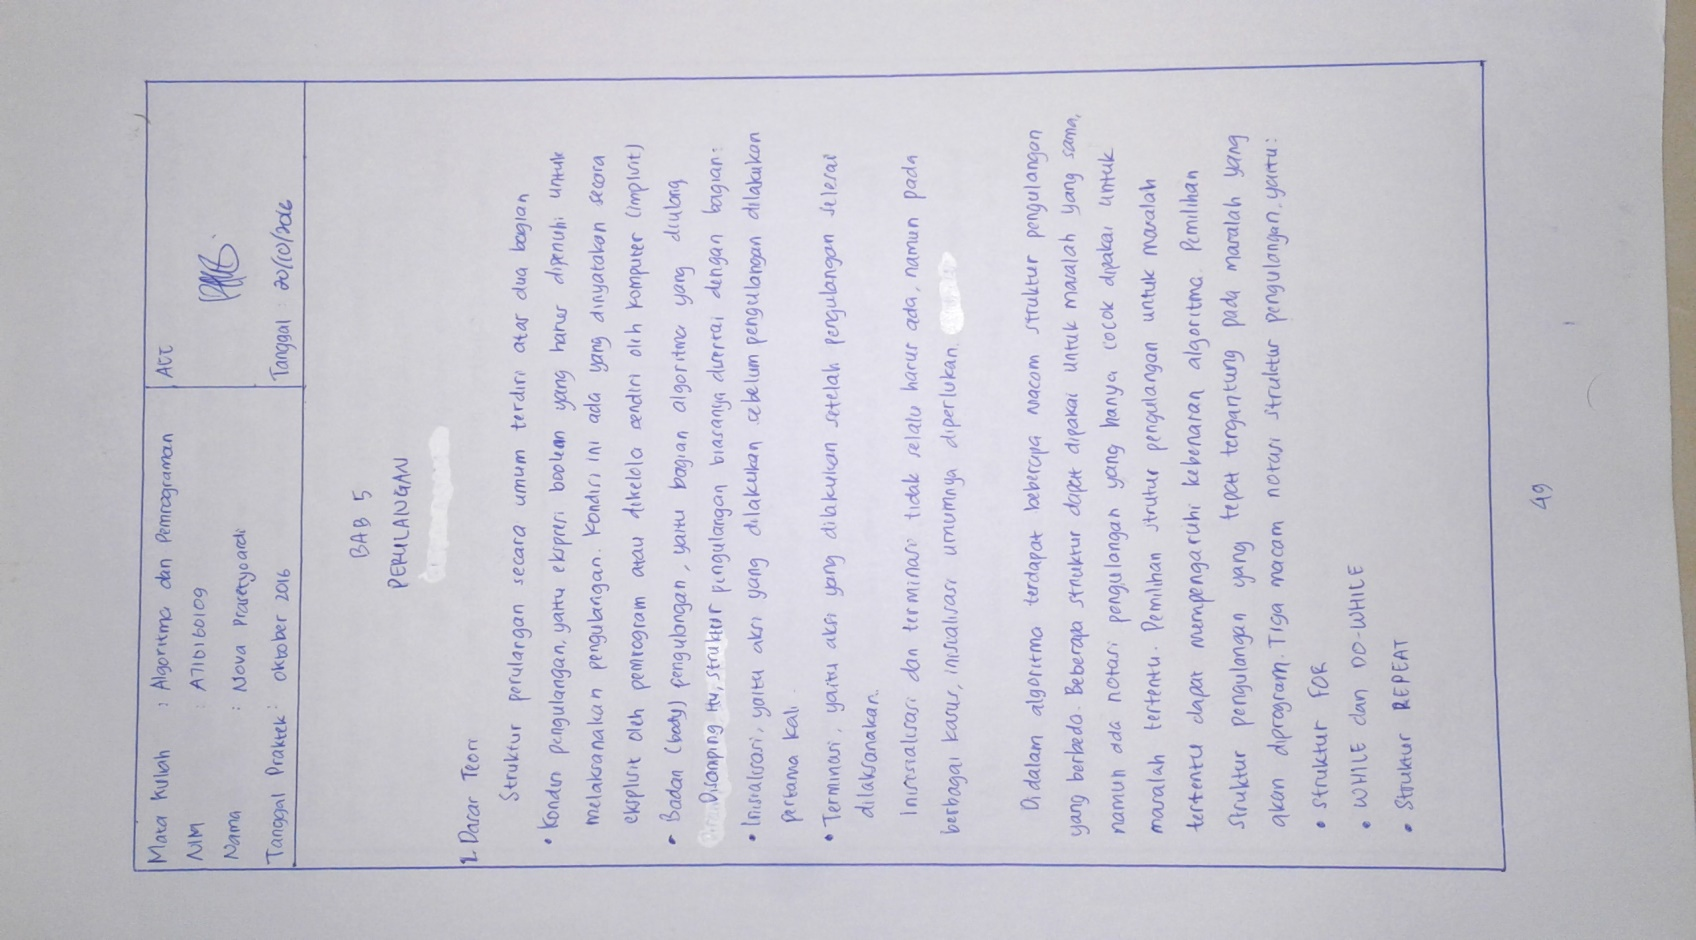 Mata Kuliah : Algoritma dan Pemrograman
NIM : A710160109
Nama : Nova Prasetyoadi
Tanggal Praktek : Oktober 2016
Acc
Tanggal : 20/10/2016
BAB 5
PERULANGAN
2. Dasar Teori
Struktur perulangan secara umum terdiri atas dua bagian
• Kondisi pengulangan, yaitu ekspresi boolean yang harus dipenuhi untuk
melaksanakan pengulangan. Kondisi ini ada yang dinyatakan secara
eksplisit oleh pemrogram atau dikelola sendiri oleh komputer (implisit)
• Badan (body) pengulangan, yaitu bagian algoritma yang diulang
Disamping itu, struktur pengulangan biasanya disertai dengan bagian:
• Inisialisasi, yaitu aksi yang dilakukan sebelum pengulangan dilakukan
pertama kali.
• Terminasi, yaitu aksi yang dilakukan setelah pengulangan selesai
dilaksanakan.
Inisialisasi dan terminasi tidak selalu harus ada, namun pada
berbagai kasus, inisialisasi umumnya diperlukan.
Didalam algoritma terdapat beberapa macam struktur pengulangan
yang berbeda. Beberapa struktur dapat dipakai untuk masalah yang sama,
namun ada notasi pengulangan yang hanya cocok dipakai untuk
masalah tertentu. Pemilihan strutur pengulangan untuk masalah
tertentu dapat mempengaruhi kebenaran algoritma. Pemilihan
struktur pengulangan yang tepat tergantung pada masalah yang
akan diprogram. Tiga macam notasi struktur pengulangan, yaitu:
• struktur FOR
• WHILE dan DO-WHILE
• Struktur REPEAT
49